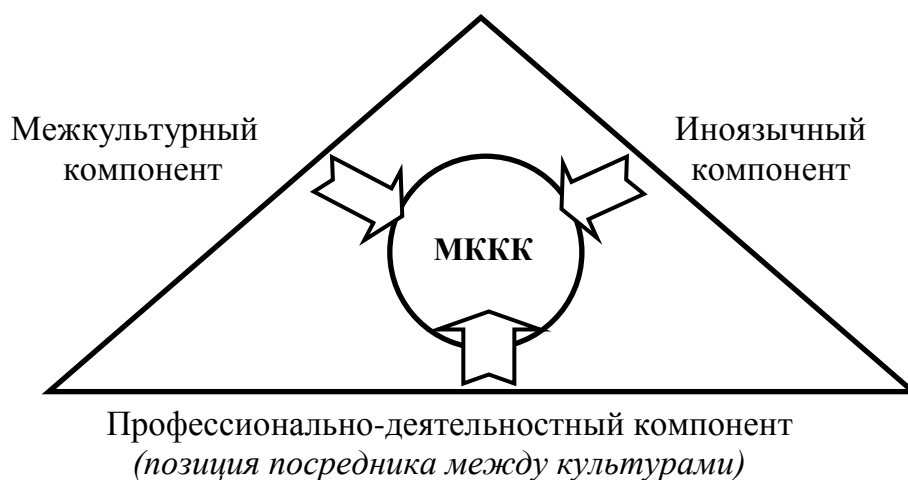 Межкультурный
компонент
Иноязычный
компонент
МККК
Профессионально-деятельностный компонент
(позиция посредника между культурами)